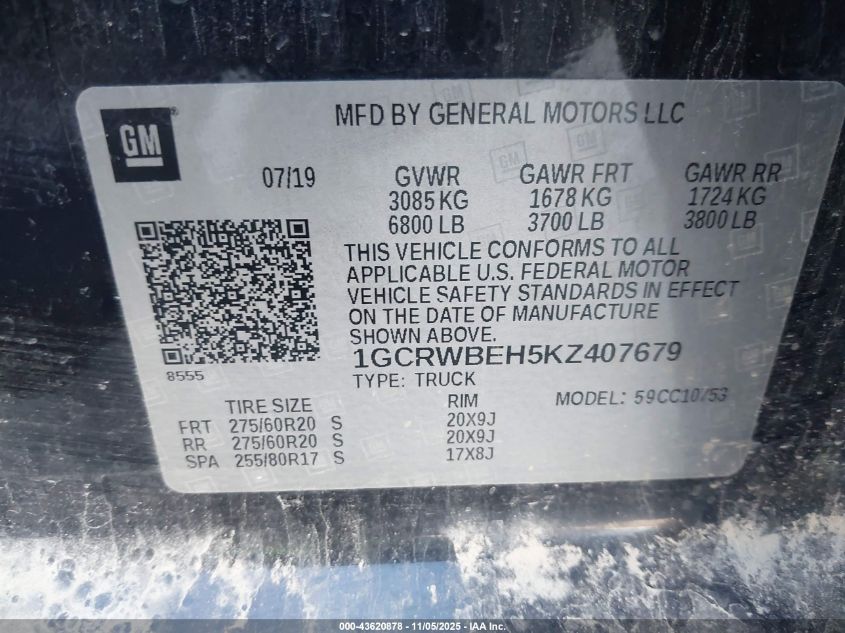 GM
MFD BY GENERAL MOTORS LLC
07/19
GVWR GAWR FRT GAWR RR
3085 KG 1678 KG 1724 KG
6800 LB 3700 LB 3800 LB
THIS VEHICLE CONFORMS TO ALL
APPLICABLE U.S. FEDERAL MOTOR
VEHICLE SAFETY STANDARDS IN EFFECT
ON THE DATE OF MANUFACTURE
SHOWN ABOVE.
1GCRWBEH5KZ407679
8555
TYPE: TRUCK
MODEL: 59CC10753
TIRE SIZE RIM
FRT 275/60R20 S 20X9J
RR 275/60R20 S 20X9J
SPA 255/80R17 S 17X8J
000-43620878 - 11/05/2025 - IAA Inc.